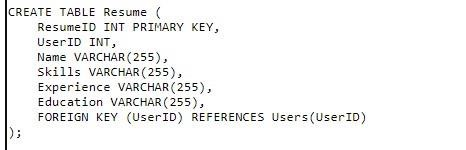 CREATE TABLE Resume (
    ResumeID INT PRIMARY KEY,
    UserID INT,
    Name VARCHAR(255),
    Skills VARCHAR(255),
    Experience VARCHAR(255),
    Education VARCHAR(255),
    FOREIGN KEY (UserID) REFERENCES Users(UserID)
);